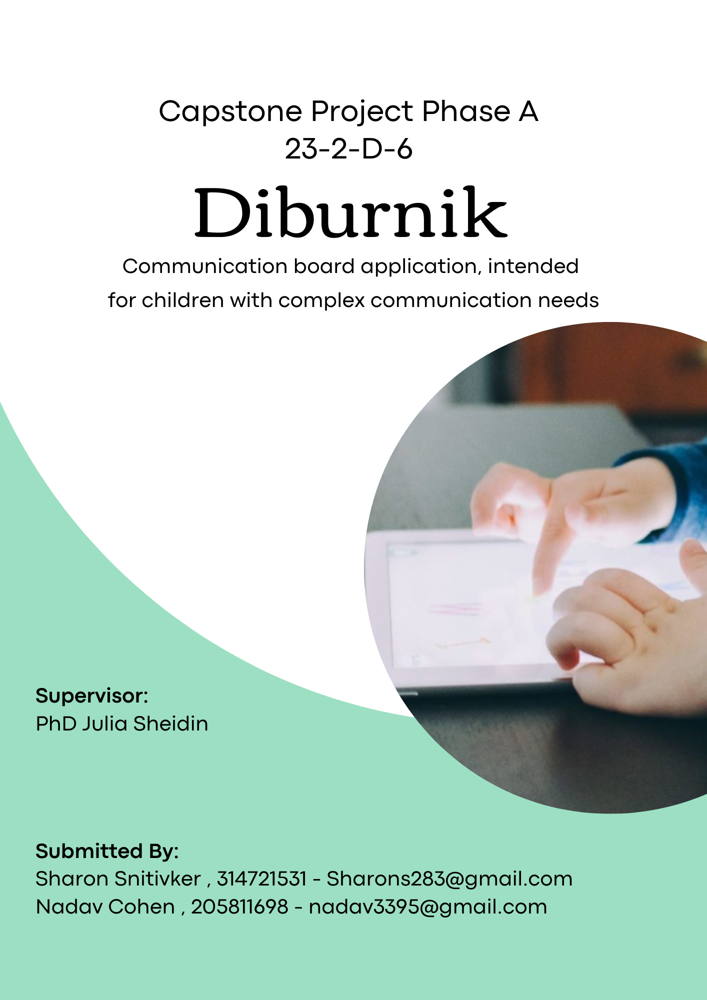 Capstone Project Phase A
23-2-D-6
Diburnik
Communication board application, intended
for children with complex communication needs
Supervisor:
PhD Julia Sheidin
Submitted By:
Sharon Snitivker , 314721531 - Sharons283@gmail.com
Nadav Cohen , 205811698 - nadav3395@gmail.com